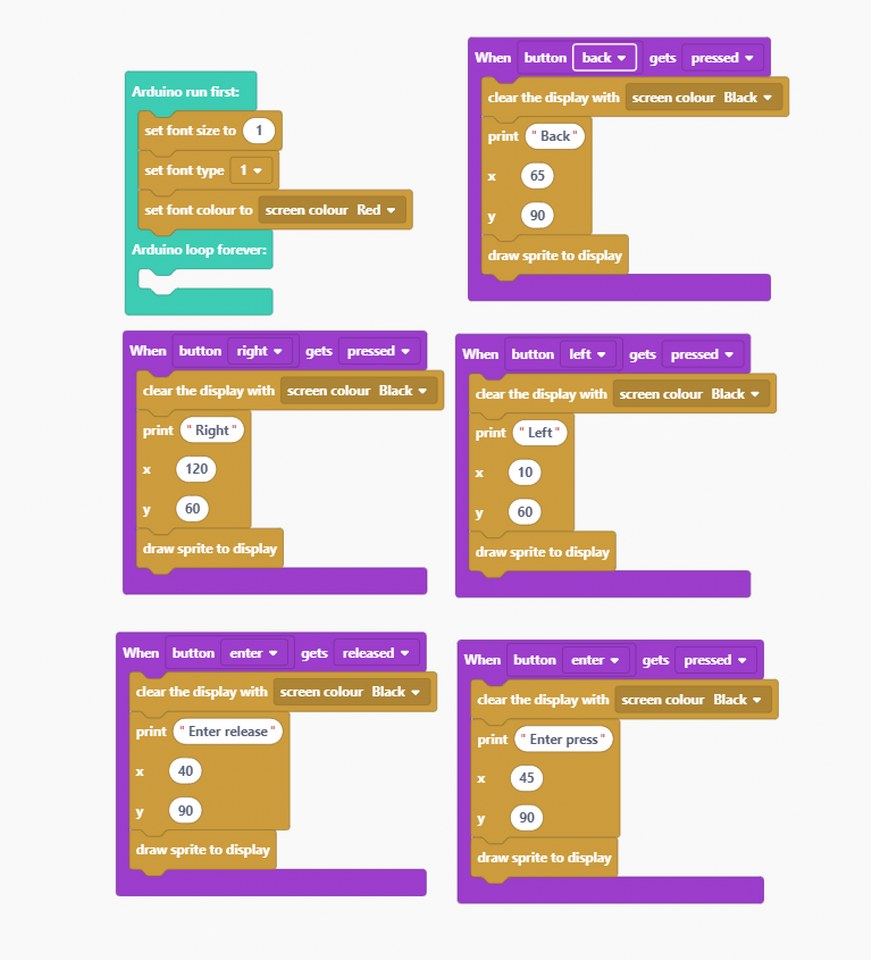 Arduino run first:
set font size to 1
set font type 1
set font colour to screen colour Red
Arduino loop forever:
When button back gets pressed
clear the display with screen colour Black
print " Back "
x 65
y 90
draw sprite to display
When button right gets pressed
clear the display with screen colour Black
print " Right "
x 120
y 60
draw sprite to display
When button left gets pressed
clear the display with screen colour Black
print " Left "
x 10
y 60
draw sprite to display
When button enter gets released
clear the display with screen colour Black
print " Enter release "
x 40
y 90
draw sprite to display
When button enter gets pressed
clear the display with screen colour Black
print " Enter press "
x 45
y 90
draw sprite to display